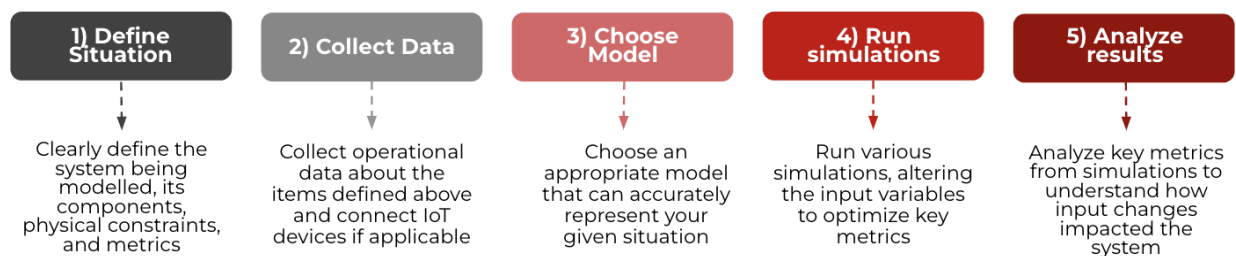 1) Define
Situation
Clearly define the
system being
modelled, its
components,
physical constraints,
and metrics
2) Collect Data
Collect operational
data about the
items defined above
and connect IoT
devices if applicable
3) Choose
Model
Choose an
appropriate model
that can accurately
represent your
given situation
4) Run
simulations
Run various
simulations, altering
the input variables
to optimize key
metrics
5) Analyze
results
Analyze key metrics
from simulations to
understand how
input changes
impacted the
system